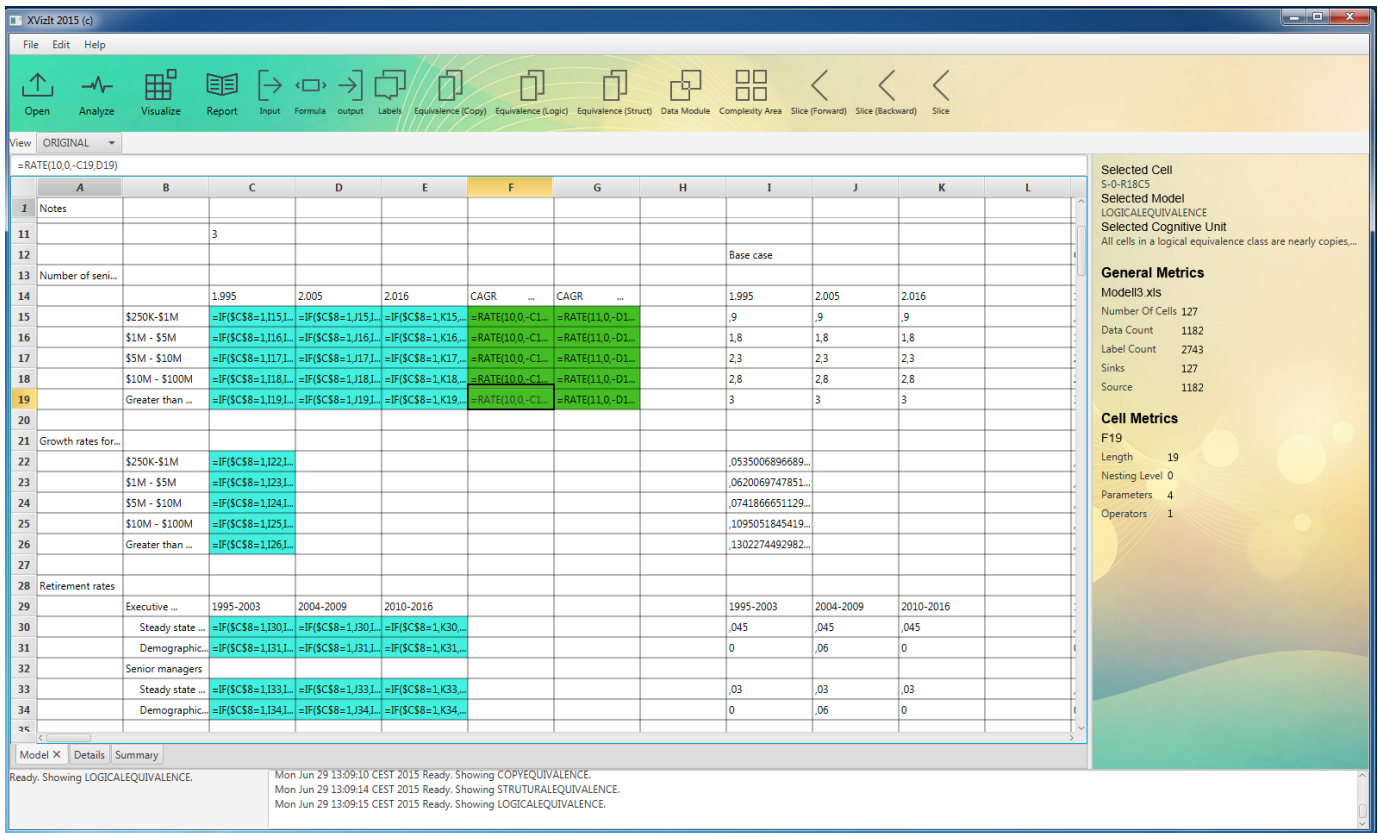 XVizIt 2015 (c)
File Edit Help
Open Analyze Visualize Report Input Formula output Labels Equivalence (Copy) Equivalence (Logic) Equivalence (Struct) Data Module Complexity Area Slice (Forward) Slice (Backward) Slice
View ORIGINAL
=RATE(10,0,-C19,D19)
A B C D E F G H I J K L
1 Notes
11 3
12 Base case
13 Number of seni...
14 1.995 2.005 2.016 CAGR ... CAGR ... 1.995 2.005 2.016
15 $250K-$1M =IF($C$8=1,I15,I... =IF($C$8=1,J15,I... =IF($C$8=1,K15,... =RATE(10,0,-C1... =RATE(11,0,-D1... ,9 ,9 ,9
16 $1M - $5M =IF($C$8=1,I16,I... =IF($C$8=1,J16,I... =IF($C$8=1,K16,... =RATE(10,0,-C1... =RATE(11,0,-D1... 1,8 1,8 1,8
17 $5M - $10M =IF($C$8=1,I17,I... =IF($C$8=1,J17,I... =IF($C$8=1,K17,... =RATE(10,0,-C1... =RATE(11,0,-D1... 2,3 2,3 2,3
18 $10M - $100M =IF($C$8=1,I18,I... =IF($C$8=1,J18,I... =IF($C$8=1,K18,... =RATE(10,0,-C1... =RATE(11,0,-D1... 2,8 2,8 2,8
19 Greater than ... =IF($C$8=1,I19,I... =IF($C$8=1,J19,I... =IF($C$8=1,K19,... =RATE(10,0,-C1... =RATE(11,0,-D1... 3 3 3
20
21 Growth rates for...
22 $250K-$1M =IF($C$8=1,I22,I... ,0535006896689...
23 $1M - $5M =IF($C$8=1,I23,I... ,0620069747851...
24 $5M - $10M =IF($C$8=1,I24,I... ,0741866651129...
25 $10M - $100M =IF($C$8=1,I25,I... ,1095051845419...
26 Greater than ... =IF($C$8=1,I26,I... ,1302274492982...
27
28 Retirement rates
29 Executive ... 1995-2003 2004-2009 2010-2016 1995-2003 2004-2009 2010-2016
30 Steady state ... =IF($C$8=1,I30,I... =IF($C$8=1,J30,I... =IF($C$8=1,K30,... ,045 ,045 ,045
31 Demographic... =IF($C$8=1,I31,I... =IF($C$8=1,J31,I... =IF($C$8=1,K31,... 0 ,06 0
32 Senior managers
33 Steady state ... =IF($C$8=1,I33,I... =IF($C$8=1,J33,I... =IF($C$8=1,K33,... ,03 ,03 ,03
34 Demographic... =IF($C$8=1,I34,I... =IF($C$8=1,J34,I... =IF($C$8=1,K34,... 0 ,06 0
35
Model X Details Summary
Selected Cell
S-0-R18C5
Selected Model
LOGICALEQUIVALENCE
Selected Cognitive Unit
All cells in a logical equivalence class are nearly copies,...
General Metrics
Modell3.xls
Number Of Cells 127
Data Count 1182
Label Count 2743
Sinks 127
Source 1182
Cell Metrics
F19
Length 19
Nesting Level 0
Parameters 4
Operators 1
Ready. Showing LOGICALEQUIVALENCE.
Mon Jun 29 13:09:10 CEST 2015 Ready. Showing COPYEQUIVALENCE.
Mon Jun 29 13:09:14 CEST 2015 Ready. Showing STRUTURALEQUIVALENCE.
Mon Jun 29 13:09:15 CEST 2015 Ready. Showing LOGICALEQUIVALENCE.